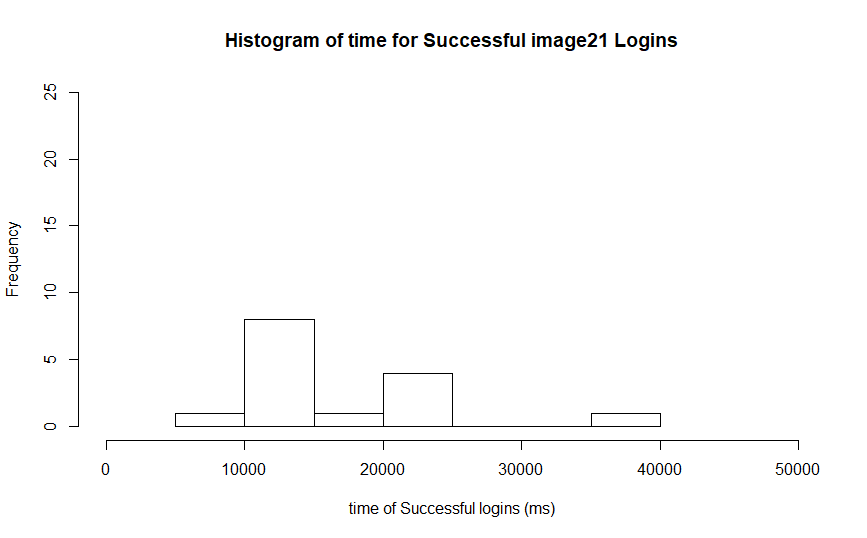 Histogram of time for Successful image21 Logins
Frequency
25
20
15
10
5
0
0 10000 20000 30000 40000 50000
time of Successful logins (ms)